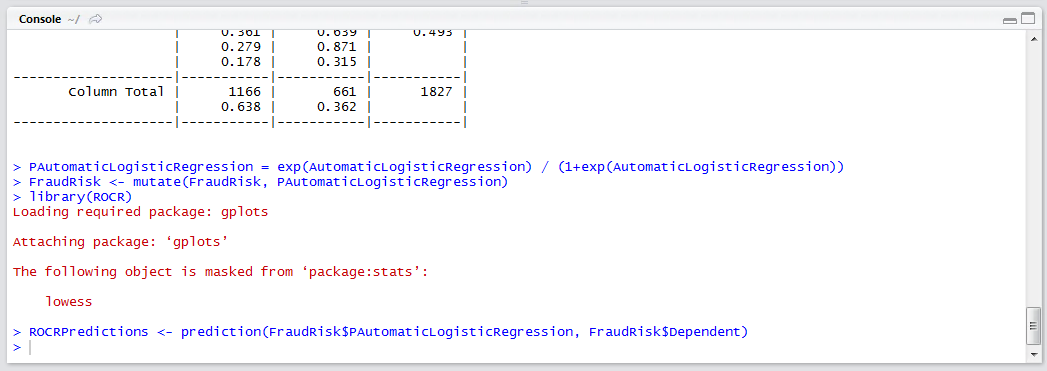 Console ~/
| 0.361 | 0.639 | 0.493 |
| 0.279 | 0.871 | |
| 0.178 | 0.315 | |
--------------------|-----------|-----------|-----------|
Column Total | 1166 | 661 | 1827 |
| 0.638 | 0.362 | |
--------------------|-----------|-----------|-----------|
> PAutomaticLogisticRegression = exp(AutomaticLogisticRegression) / (1+exp(AutomaticLogisticRegression))
> FraudRisk <- mutate(FraudRisk, PAutomaticLogisticRegression)
> library(ROCR)
Loading required package: gplots
Attaching package: ‘gplots’
The following object is masked from ‘package:stats’:
lowess
> ROCRPredictions <- prediction(FraudRisk$PAutomaticLogisticRegression, FraudRisk$Dependent)
>